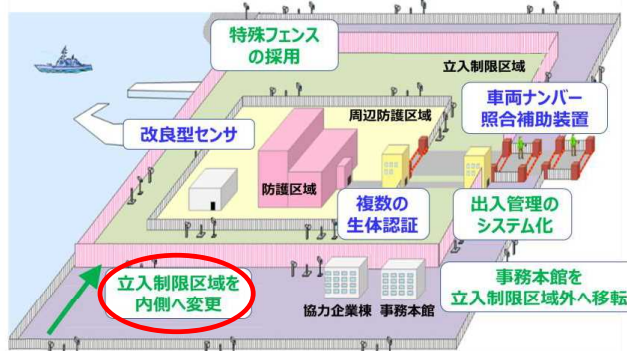 特殊フェンス
の採用
立入制限区域
車両ナンバー
照合補助装置
周辺防護区域
改良型センサ
防護区域
複数の
生体認証
出入管理の
システム化
立入制限区域を
内側へ変更
協力企業棟
事務本館
事務本館を
立入制限区域外へ移転